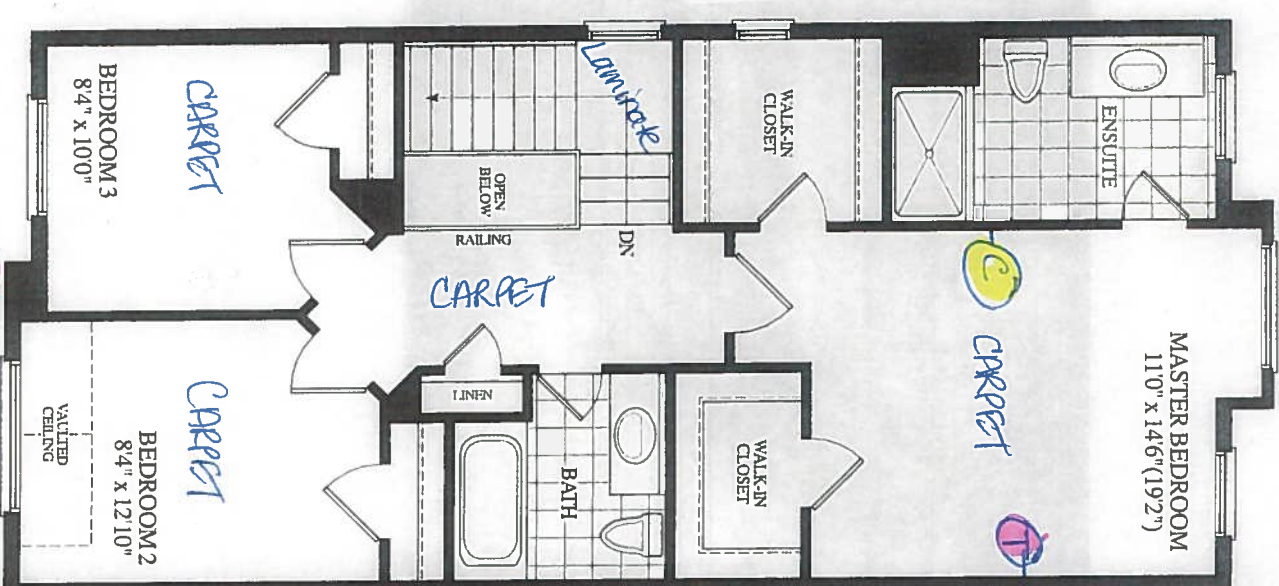 BEDROOM 3
8'4" x 10'0"
CARPET
Laminate
OPEN
BELOW
RAILING
DN
WALK-IN
CLOSET
ENSUITE
CARPET
C
CARPET
MASTER BEDROOM
11'0" x 14'6"(19'2")
T
LINEN
BATH
WALK-IN
CLOSET
CARPET
VAULTED
CEILING
BEDROOM 2
8'4" x 12'10"